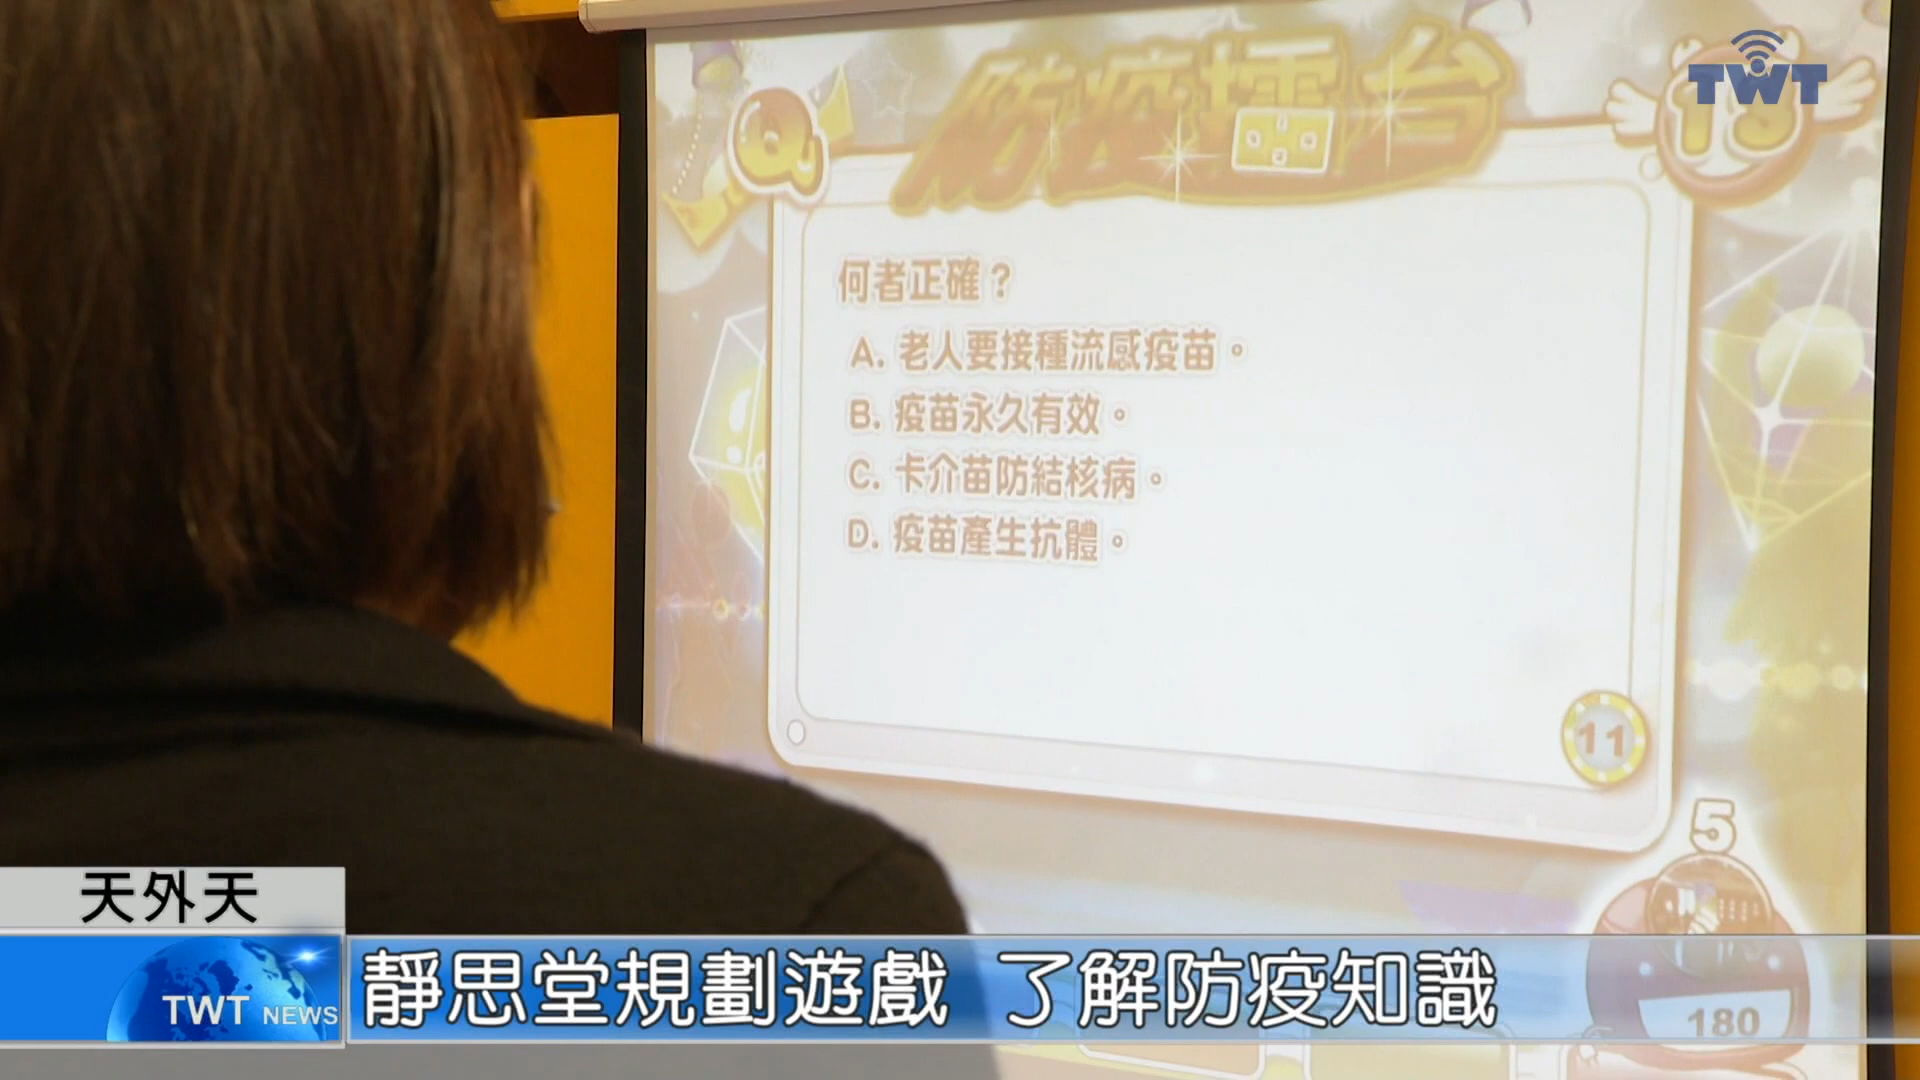 防疫擂台
TWT
Q
15
何者正確？
A. 老人要接種流感疫苗。
B. 疫苗永久有效。
C. 卡介苗防結核病。
D. 疫苗產生抗體。
11
5
180
天外天
TWT NEWS
靜思堂規劃遊戲 了解防疫知識